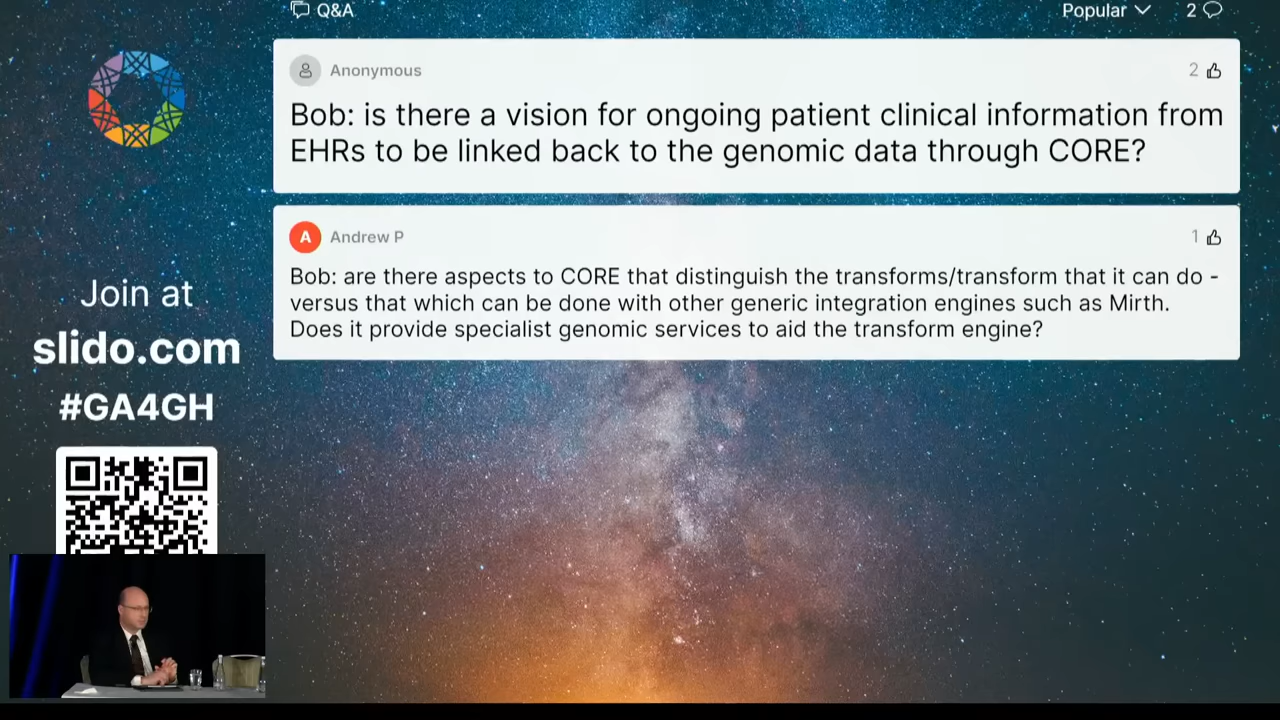 Q&A
Popular
2
Anonymous
2
Bob: is there a vision for ongoing patient clinical information from
EHRs to be linked back to the genomic data through CORE?
A
Andrew P
1
Bob: are there aspects to CORE that distinguish the transforms/transform that it can do -
versus that which can be done with other generic integration engines such as Mirth.
Does it provide specialist genomic services to aid the transform engine?
Join at
slido.com
#GA4GH